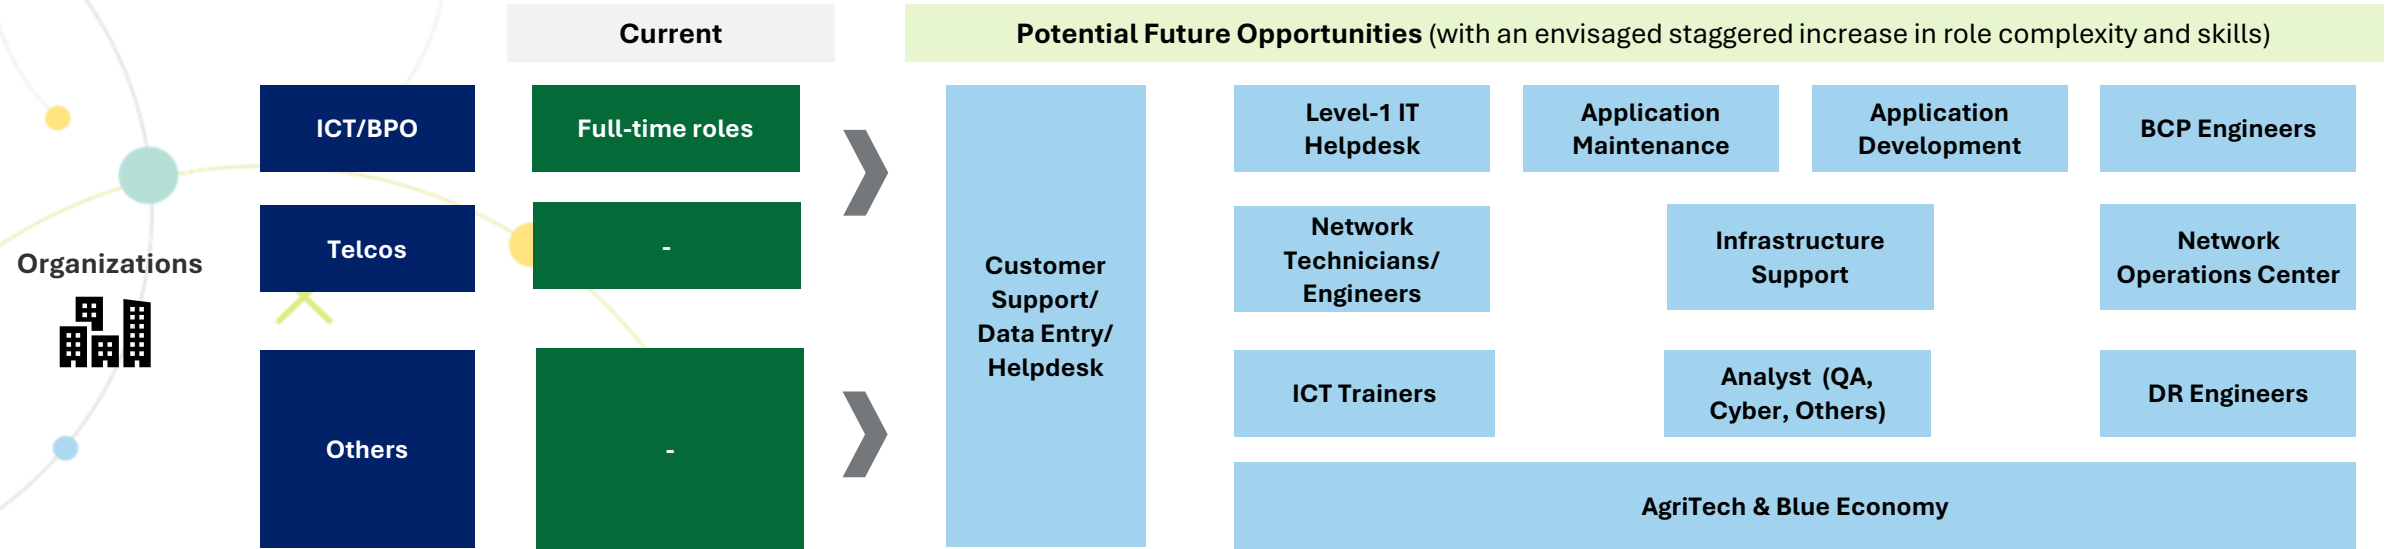 Current
Potential Future Opportunities (with an envisaged staggered increase in role complexity and skills)
Organizations
ICT/BPO
Full-time roles
Telcos
-
Others
-
Customer
Support/
Data Entry/
Helpdesk
Level-1 IT
Helpdesk
Application
Maintenance
Application
Development
BCP Engineers
Network
Technicians/
Engineers
Infrastructure
Support
Network
Operations Center
ICT Trainers
Analyst (QA,
Cyber, Others)
DR Engineers
AgriTech & Blue Economy